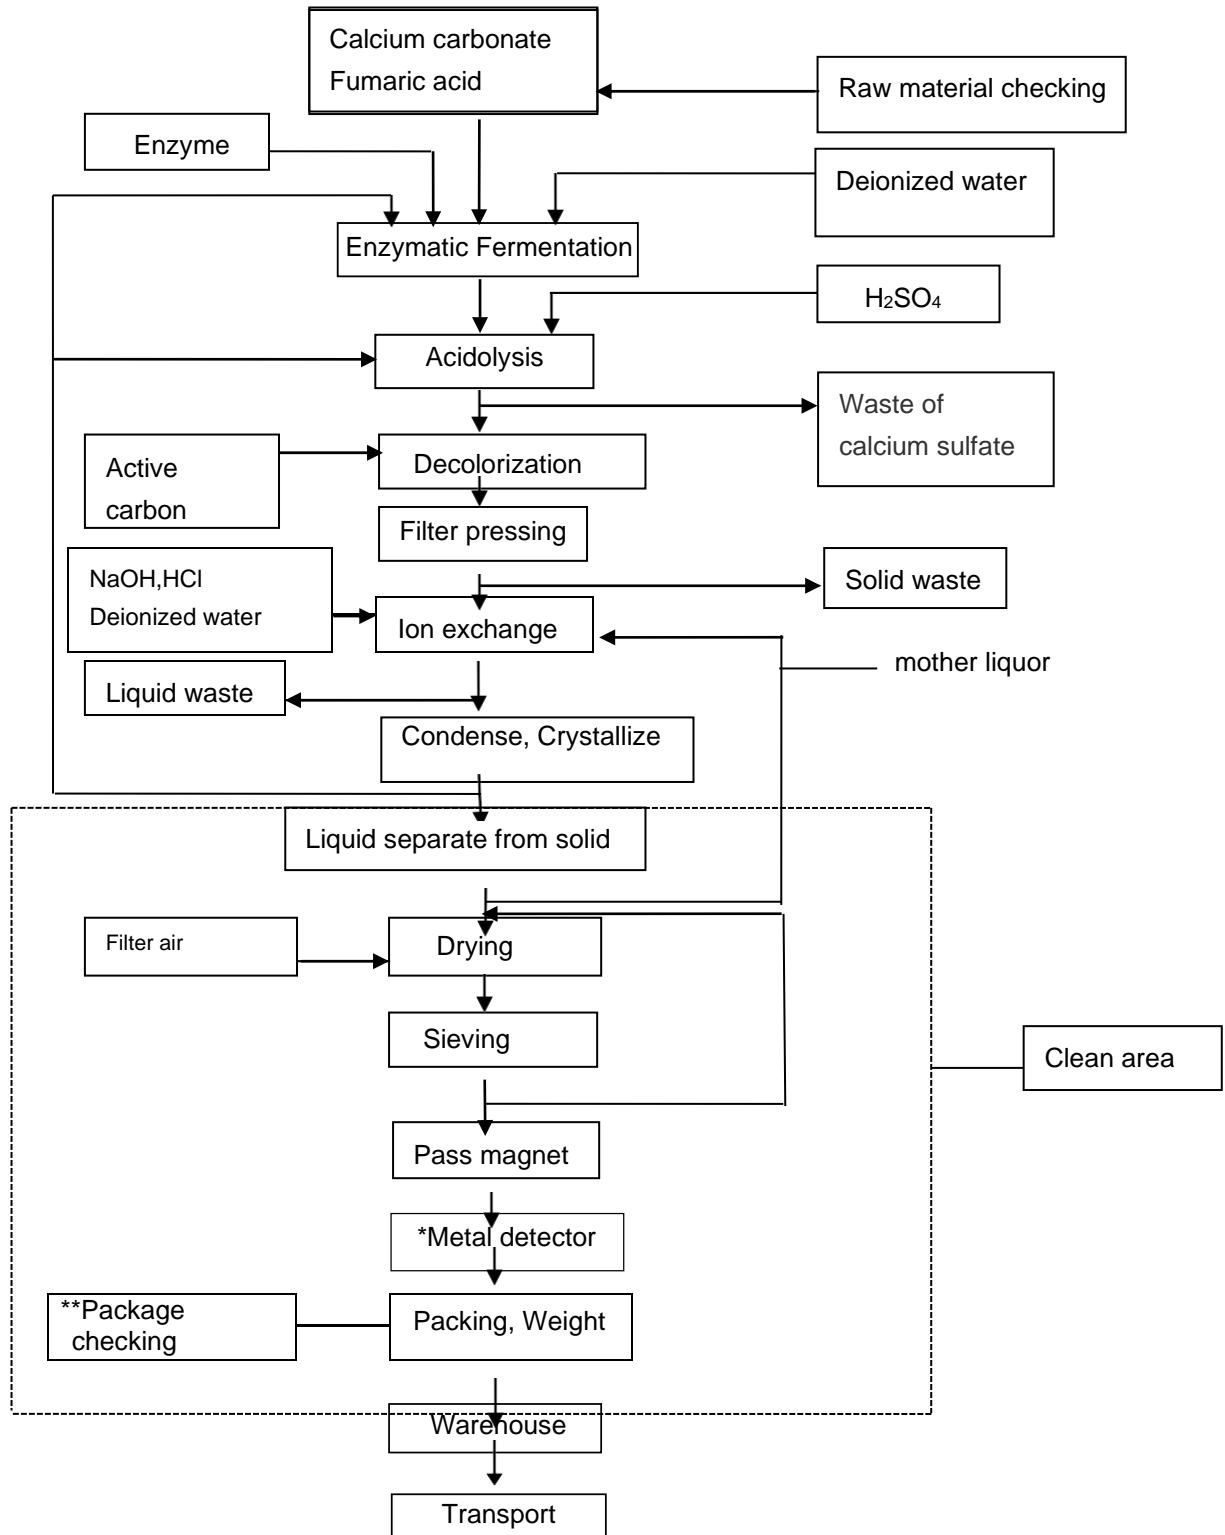 Calcium carbonate
Fumaric acid
Raw material checking
Enzyme
Deionized water
Enzymatic Fermentation
H₂SO₄
Acidolysis
Waste of
calcium sulfate
Active
carbon
Decolorization
Filter pressing
NaOH,HCl
Deionized water
Solid waste
Ion exchange
mother liquor
Liquid waste
Condense, Crystallize
Liquid separate from solid
Filter air
Drying
Sieving
Clean area
Pass magnet
*Metal detector
**Package
checking
Packing, Weight
Warehouse
Transport